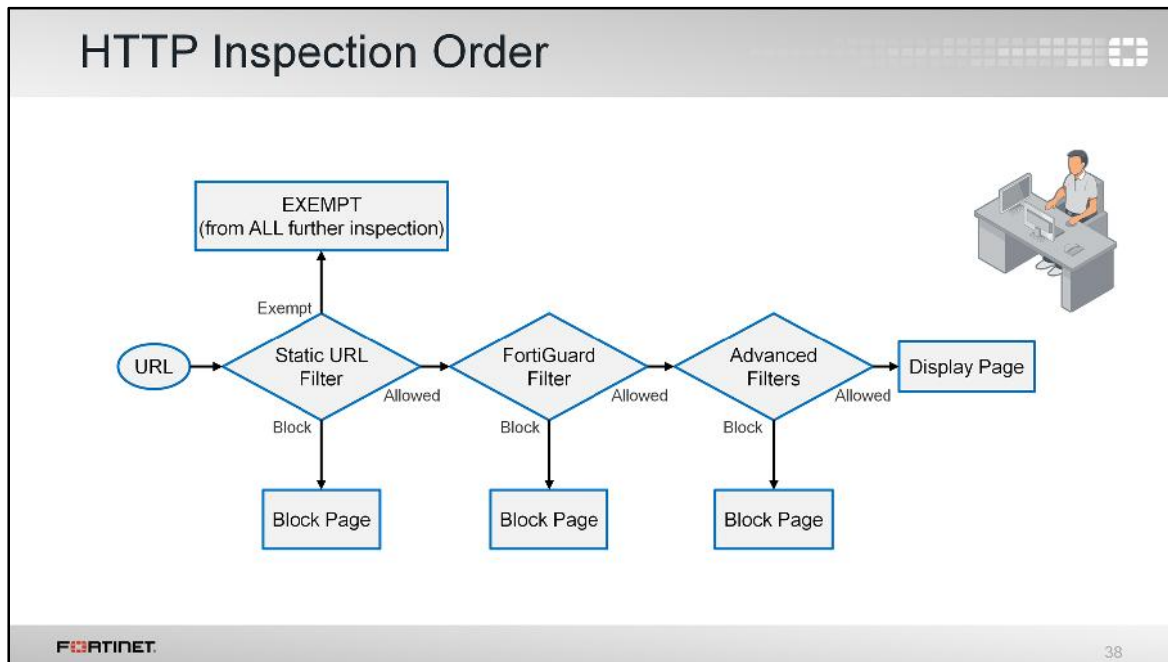 HTTP Inspection Order
EXEMPT
(from ALL further inspection)
Exempt
URL
Static URL
Filter
Allowed
Block
Block Page
FortiGuard
Filter
Allowed
Block
Block Page
Advanced
Filters
Allowed
Block
Block Page
Display Page
FORTINET
38